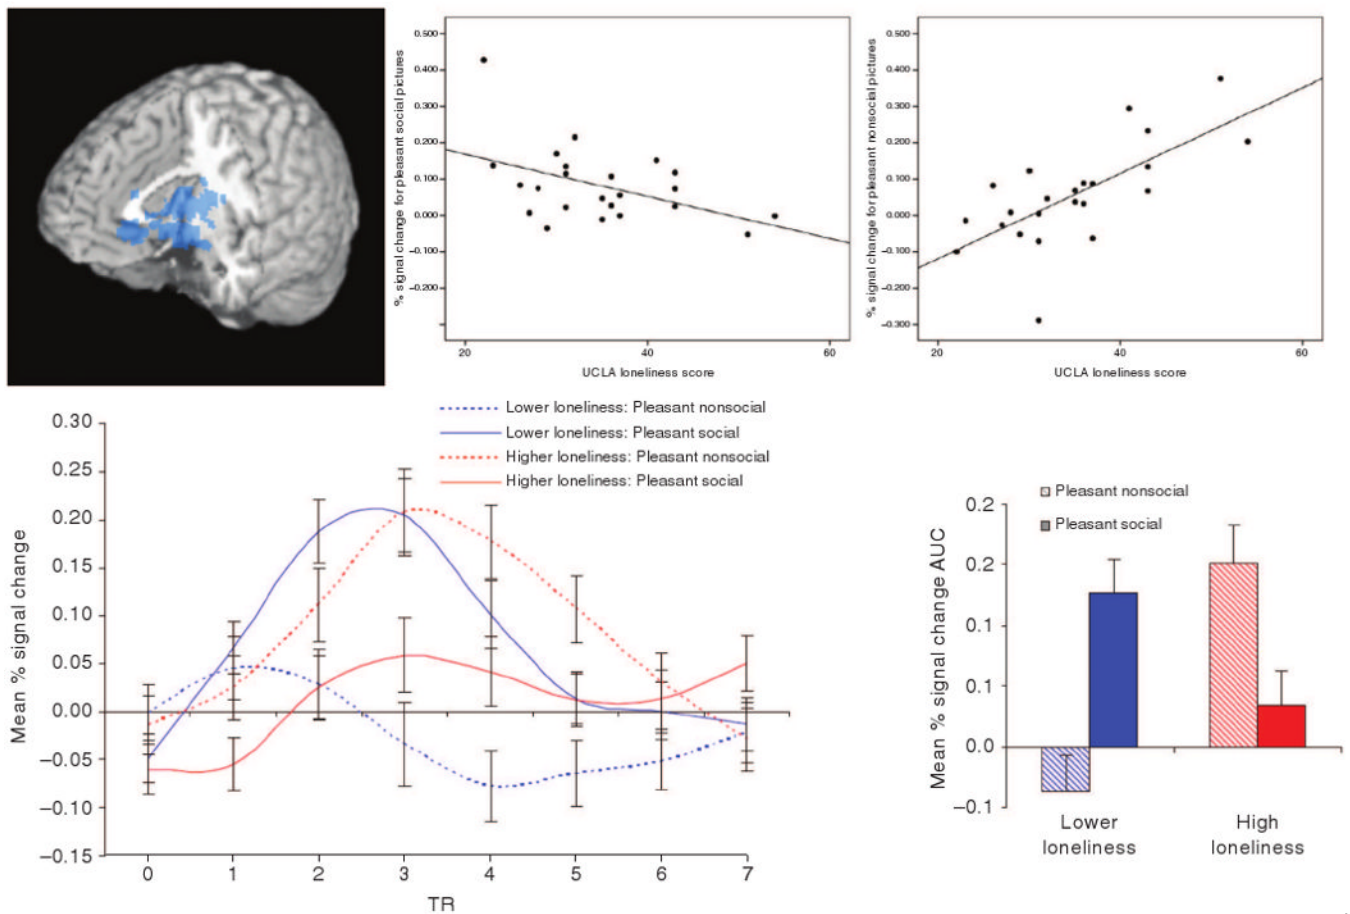 % signal change for pleasant social pictures
0.500
0.400
0.300
0.200
0.100
0.000
−0.100
−0.200
20
40
60
UCLA loneliness score
% signal change for pleasant nonsocial pictures
0.500
0.400
0.300
0.200
0.100
0.000
−0.100
−0.200
−0.300
20
40
60
UCLA loneliness score
Mean % signal change
0.30
0.25
0.20
0.15
0.10
0.05
0.00
−0.05
−0.10
−0.15
0
1
2
3
4
5
6
7
TR
Lower loneliness: Pleasant nonsocial
Lower loneliness: Pleasant social
Higher loneliness: Pleasant nonsocial
Higher loneliness: Pleasant social
Mean % signal change AUC
0.2
0.2
0.1
0.1
0.0
−0.1
Pleasant nonsocial
Pleasant social
Lower
loneliness
High
loneliness